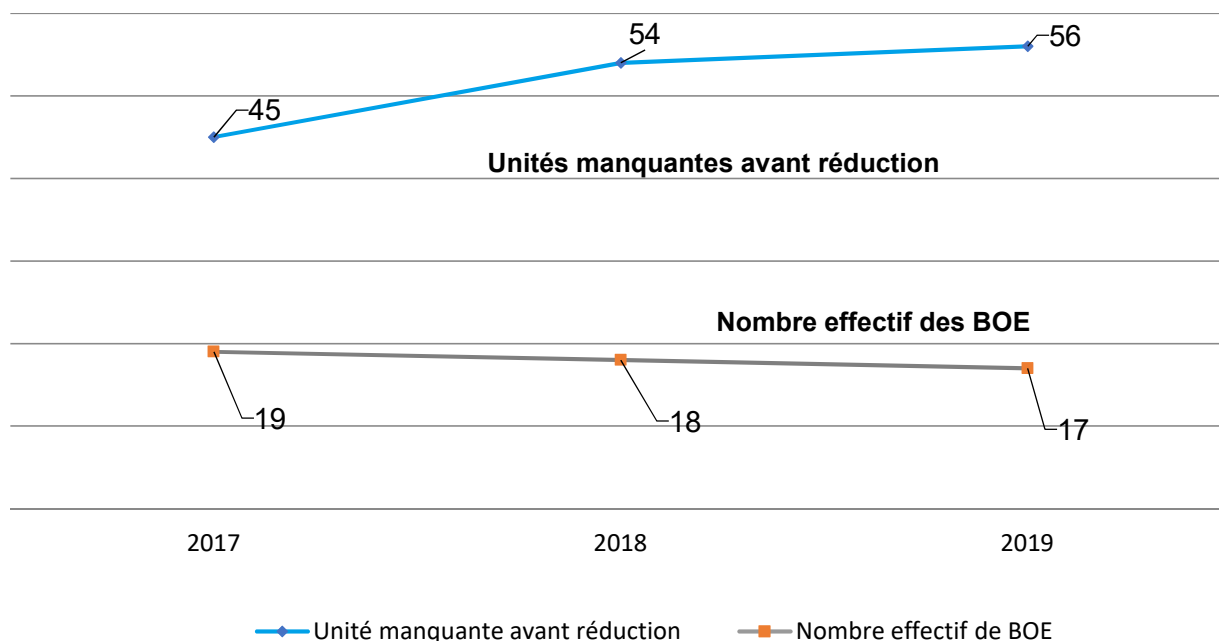 54
56
45
Unités manquantes avant réduction
Nombre effectif des BOE
19
18
17
2017 2018 2019
Unité manquante avant réduction Nombre effectif de BOE